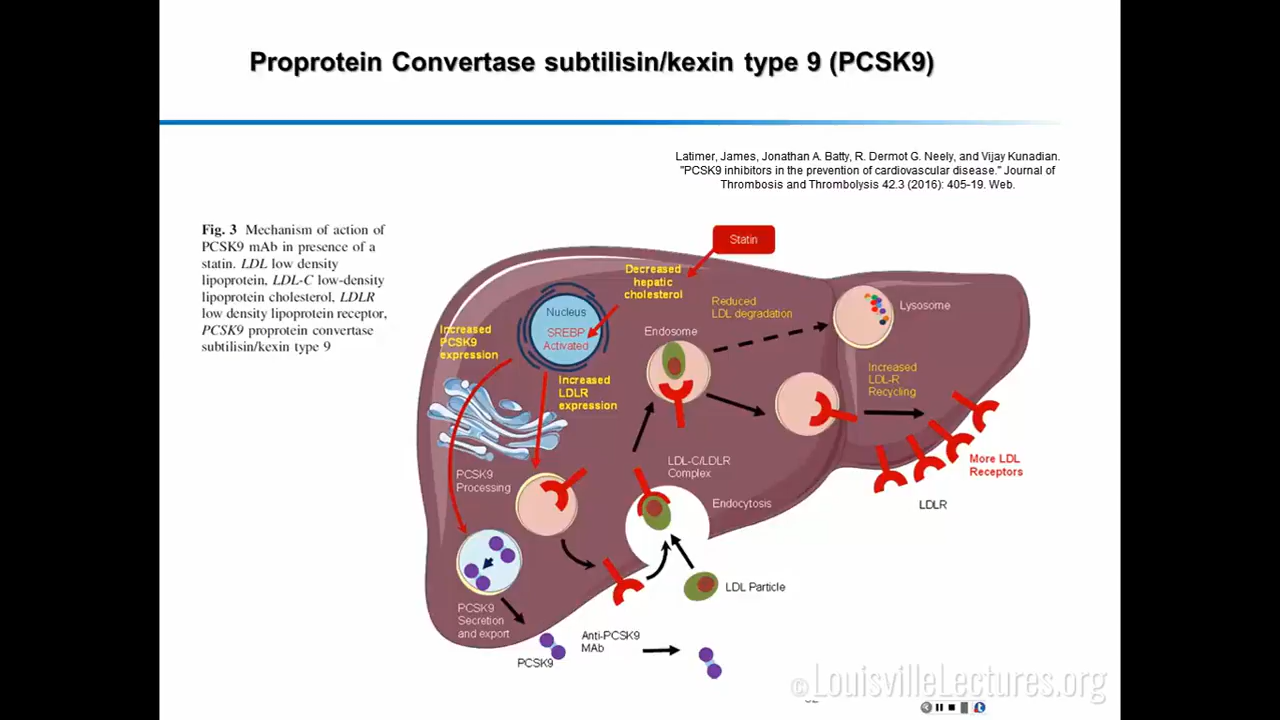 Proprotein Convertase subtilisin/kexin type 9 (PCSK9)
Latimer, James, Jonathan A. Batty, R. Dermot G. Neely, and Vijay Kunadian.
"PCSK9 inhibitors in the prevention of cardiovascular disease." Journal of
Thrombosis and Thrombolysis 42.3 (2016): 405-19. Web.
Fig. 3 Mechanism of action of
PCSK9 mAb in presence of a
statin. LDL low density
lipoprotein, LDL-C low-density
lipoprotein cholesterol, LDLR
low density lipoprotein receptor,
PCSK9 proprotein convertase
subtilisin/kexin type 9
Statin
Decreased
hepatic
cholesterol
Nucleus
SREBP
Activated
Increased
PCSK9
expression
Increased
LDLR
expression
Reduced
LDL degradation
Endosome
Lysosome
Increased
LDL-R
Recycling
More LDL
Receptors
LDLR
LDL-C/LDLR
Complex
Endocytosis
PCSK9
Processing
LDL Particle
PCSK9
Secretion
and export
PCSK9
Anti-PCSK9
MAb
©LouisvilleLectures.org